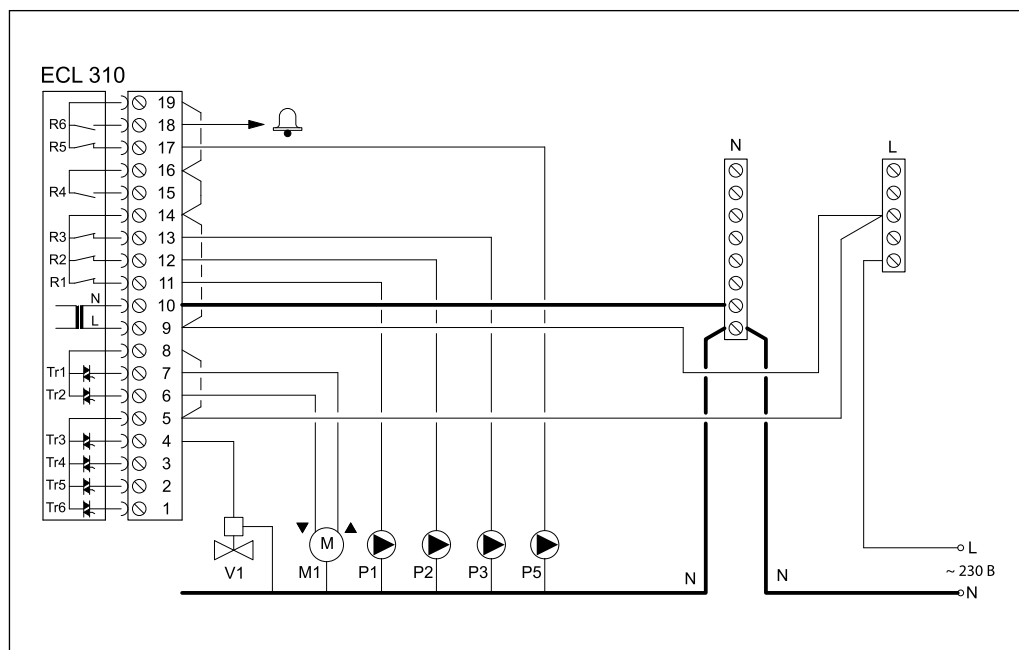 ECL 310
19
R6 18
R5 17
16
R4 15
14
R3 13
R2 12
R1 11
N 10
L 9
8
Tr1 7
Tr2 6
5
Tr3 4
Tr4 3
Tr5 2
Tr6 1
N
L
M
V1 M1 P1 P2 P3 P5
N N
L
~ 230 В
N